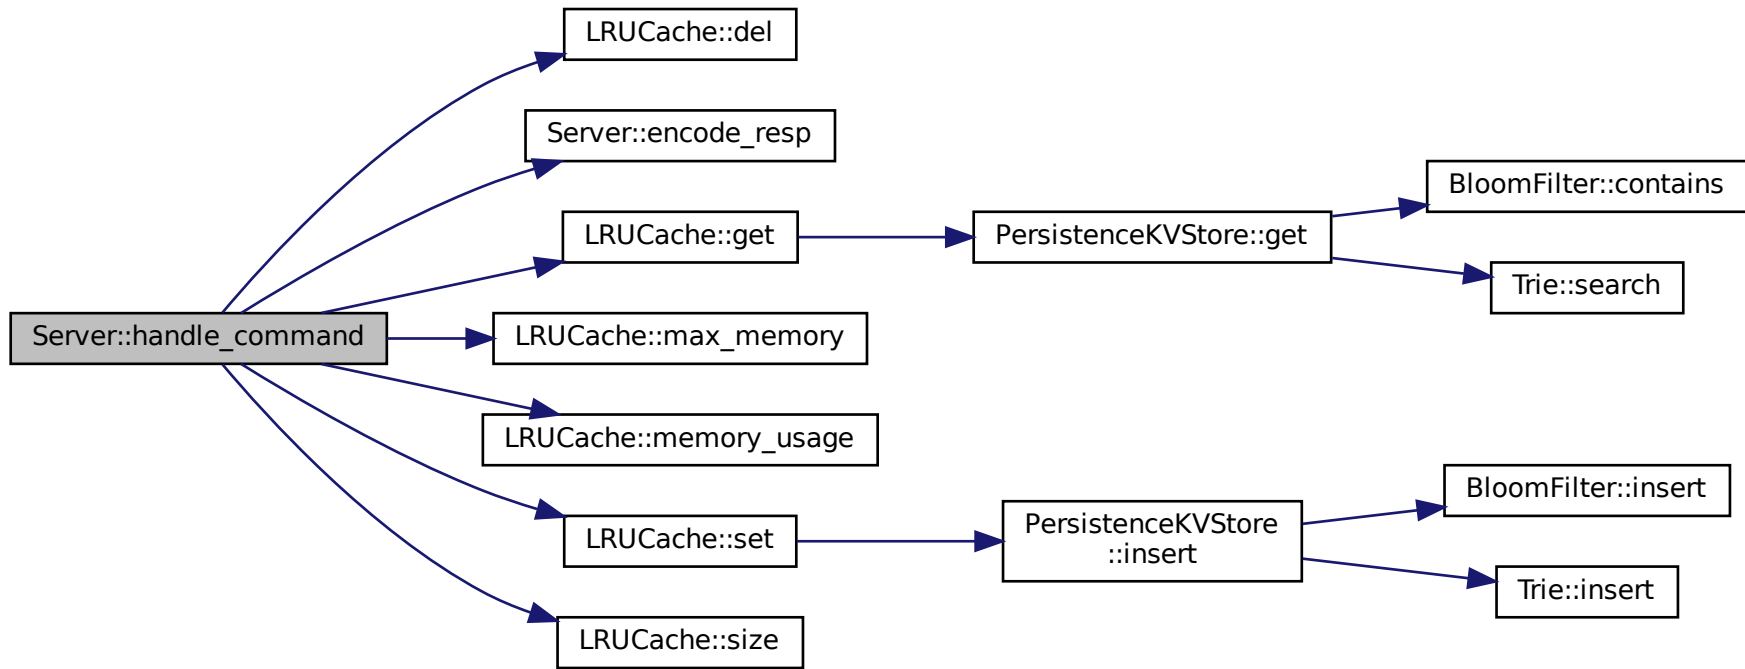 LRUCache::del
Server::encode_resp
BloomFilter::contains
LRUCache::get
PersistenceKVStore::get
Trie::search
Server::handle_command
LRUCache::max_memory
LRUCache::memory_usage
BloomFilter::insert
LRUCache::set
PersistenceKVStore
::insert
Trie::insert
LRUCache::size